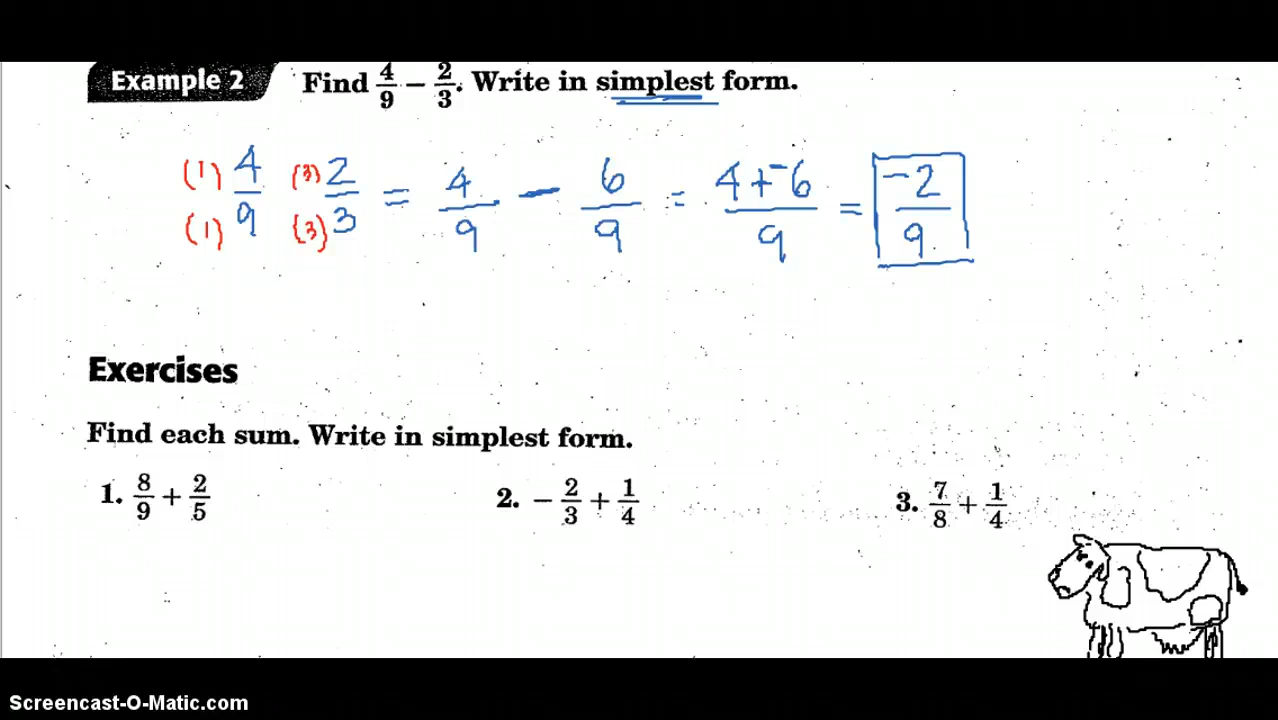 Example 2 Find 4/9 − 2/3. Write in simplest form.
(1) 4 / (1) 9 (3) 2 / (3) 3 = 4/9 − 6/9 = 4 + ⁻6 / 9 = ⁻2/9
Exercises
Find each sum. Write in simplest form.
1. 8/9 + 2/5 2. − 2/3 + 1/4 3. 7/8 + 1/4
Screencast-O-Matic.com